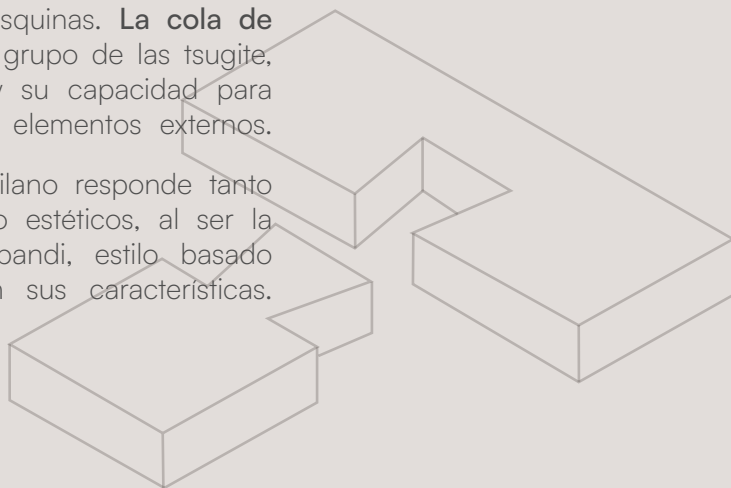 squinas. La cola de
grupo de las tsugite,
y su capacidad para
elementos externos.
ilano responde tanto
o estéticos, al ser la
pandi, estilo basado
n sus características.